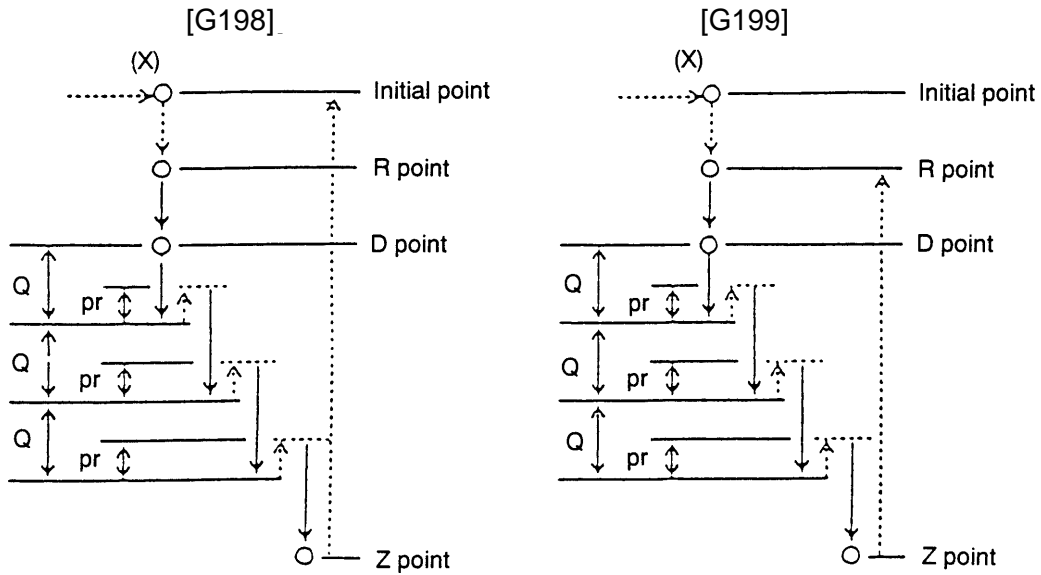 [G198]
(X)
Initial point
R point
D point
Q
pr
Q
pr
Q
pr
Z point
[G199]
(X)
Initial point
R point
D point
Q
pr
Q
pr
Q
pr
Z point